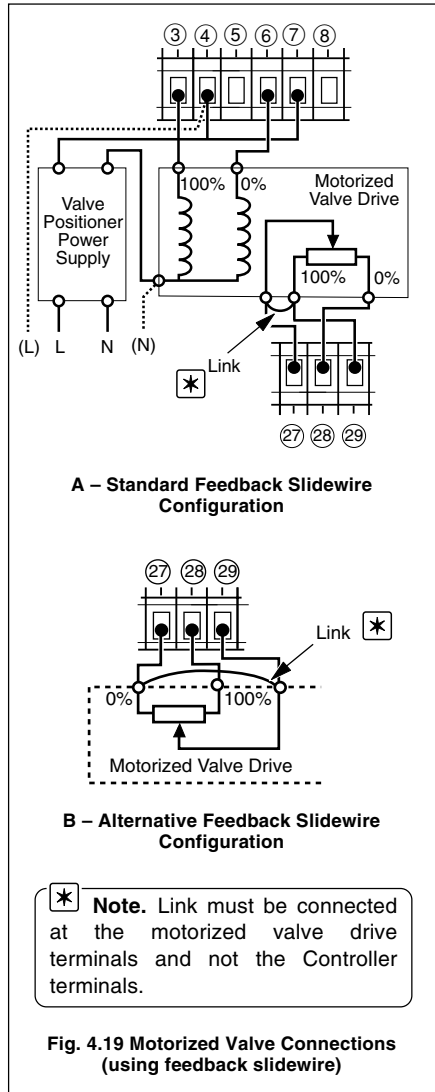 ③ ④ ⑤ ⑥ ⑦ ⑧
100% 0% Motorized
Valve Drive
Valve
Positioner
Power
Supply
100% 0%
(L) L N (N) Link
✱
㉗ ㉘ ㉙
A – Standard Feedback Slidewire
Configuration
㉗ ㉘ ㉙
Link ✱
0% 100%
Motorized Valve Drive
B – Alternative Feedback Slidewire
Configuration
✱ Note. Link must be connected
at the motorized valve drive
terminals and not the Controller
terminals.
Fig. 4.19 Motorized Valve Connections
(using feedback slidewire)